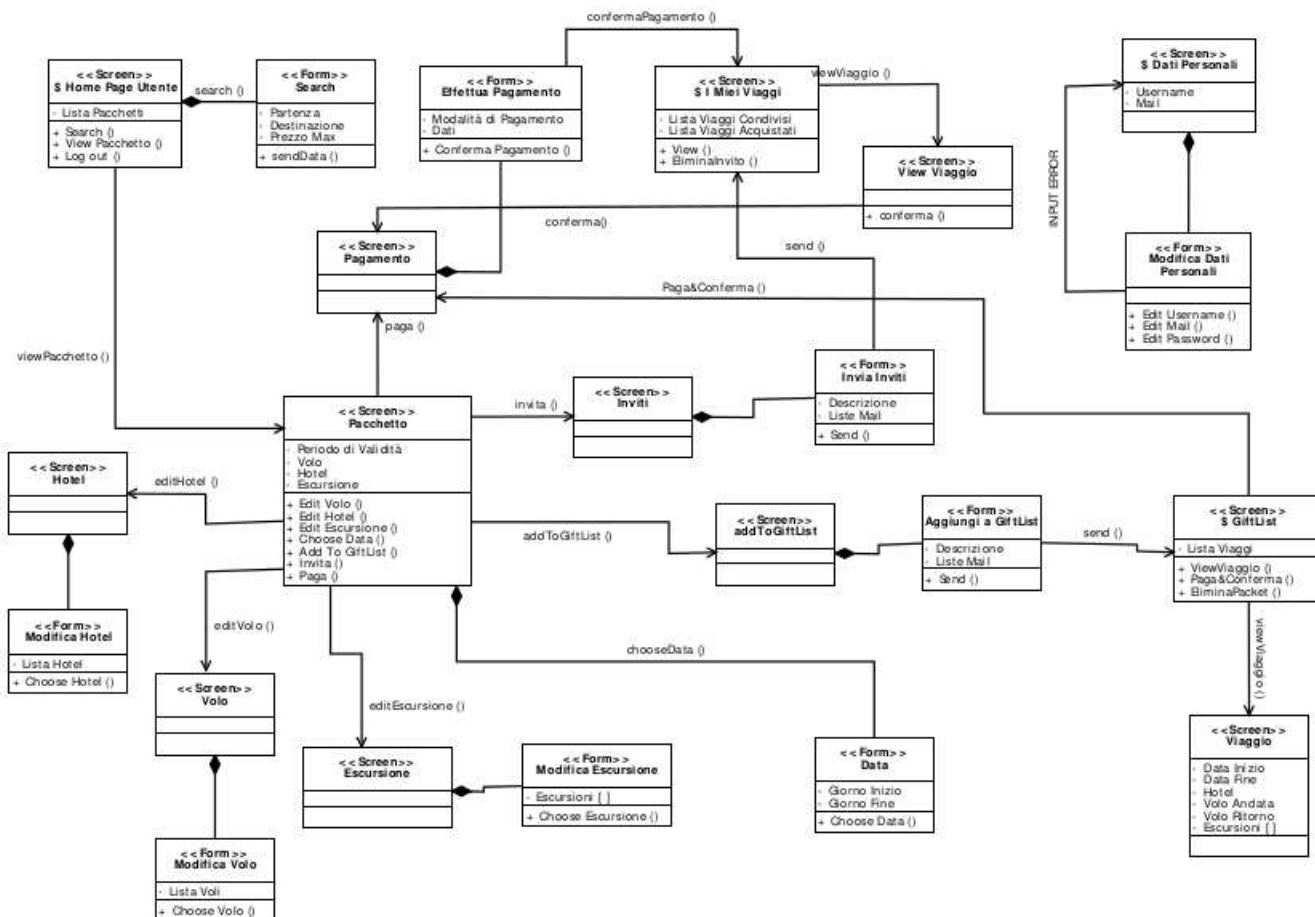 confermaPagamento ()
<<Screen>>
$ Home Page Utente
- Lista Pacchetti
+ Search ()
+ View Pacchetto ()
+ Log out ()
search ()
<<Form>>
Search
- Partenza
- Destinazione
- Prezzo Max
+ sendData ()
<<Form>>
Effettua Pagamento
- Modalità di Pagamento
- Dati
+ Conferma Pagamento ()
<<Screen>>
$ I Miei Viaggi
- Lista Viaggi Condivisi
- Lista Viaggi Acquistati
+ View ()
+ EliminaInvito ()
viewViaggio ()
<<Screen>>
View Viaggio
+ conferma ()
<<Screen>>
$ Dati Personali
- Username
- Mail
INPUT ERROR
<<Form>>
Modifica Dati
Personali
+ Edit Username ()
+ Edit Mail ()
+ Edit Password ()
conferma()
<<Screen>>
Pagamento
send ()
Paga&Conferma ()
paga ()
viewPacchetto ()
<<Screen>>
Pacchetto
- Periodo di Validità
- Volo
- Hotel
- Escursione
+ Edit Volo ()
+ Edit Hotel ()
+ Edit Escursione ()
+ Choose Data ()
+ Add To GiftList ()
+ Invita ()
+ Paga ()
invita ()
<<Screen>>
Inviti
<<Form>>
Invia Inviti
- Descrizione
- Liste Mail
+ Send ()
<<Screen>>
Hotel
editHotel ()
<<Form>>
Modifica Hotel
- Lista Hotel
+ Choose Hotel ()
addToGiftList ()
<<Screen>>
addToGiftList
<<Form>>
Aggiungi a GiftList
- Descrizione
- Liste Mail
+ Send ()
send ()
<<Screen>>
$ GiftList
- Lista Viaggi
+ ViewViaggio ()
+ Paga&Conferma ()
+ EliminaPacket ()
viewViaggio ()
editVolo ()
<<Screen>>
Volo
<<Form>>
Modifica Volo
- Lista Voli
+ Choose Volo ()
editEscursione ()
<<Screen>>
Escursione
<<Form>>
Modifica Escursione
- Escursioni [ ]
+ Choose Escursione ()
chooseData ()
<<Form>>
Data
- Giorno Inizio
- Giorno Fine
+ Choose Data ()
<<Screen>>
Viaggio
- Data Inizio
- Data Fine
- Hotel
- Volo Andata
- Volo Ritorno
- Escursioni [ ]